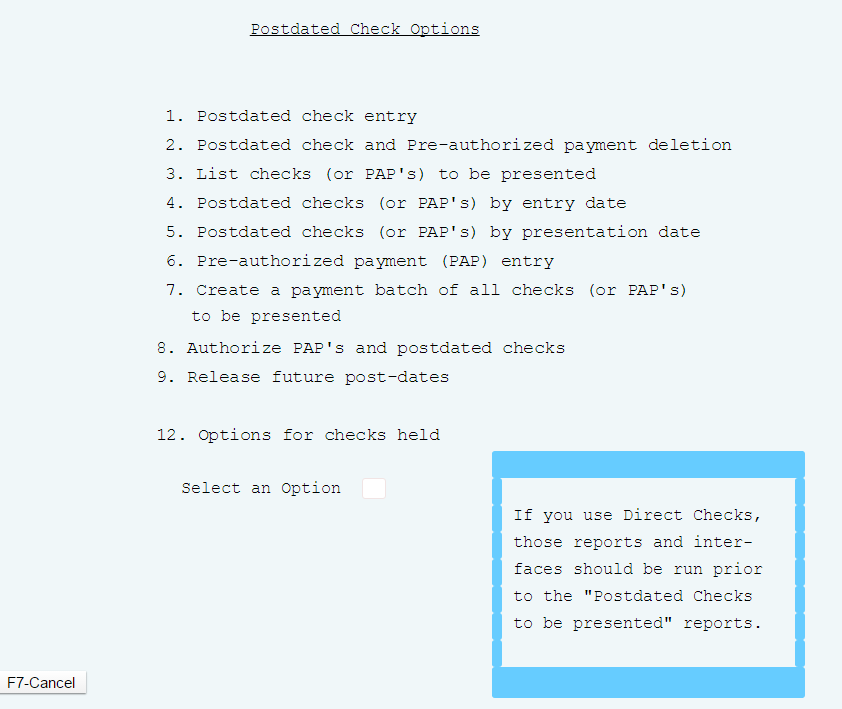 Postdated Check Options
1. Postdated check entry
2. Postdated check and Pre-authorized payment deletion
3. List checks (or PAP's) to be presented
4. Postdated checks (or PAP's) by entry date
5. Postdated checks (or PAP's) by presentation date
6. Pre-authorized payment (PAP) entry
7. Create a payment batch of all checks (or PAP's)
to be presented
8. Authorize PAP's and postdated checks
9. Release future post-dates
12. Options for checks held
Select an Option
If you use Direct Checks,
those reports and inter-
faces should be run prior
to the "Postdated Checks
to be presented" reports.
F7-Cancel